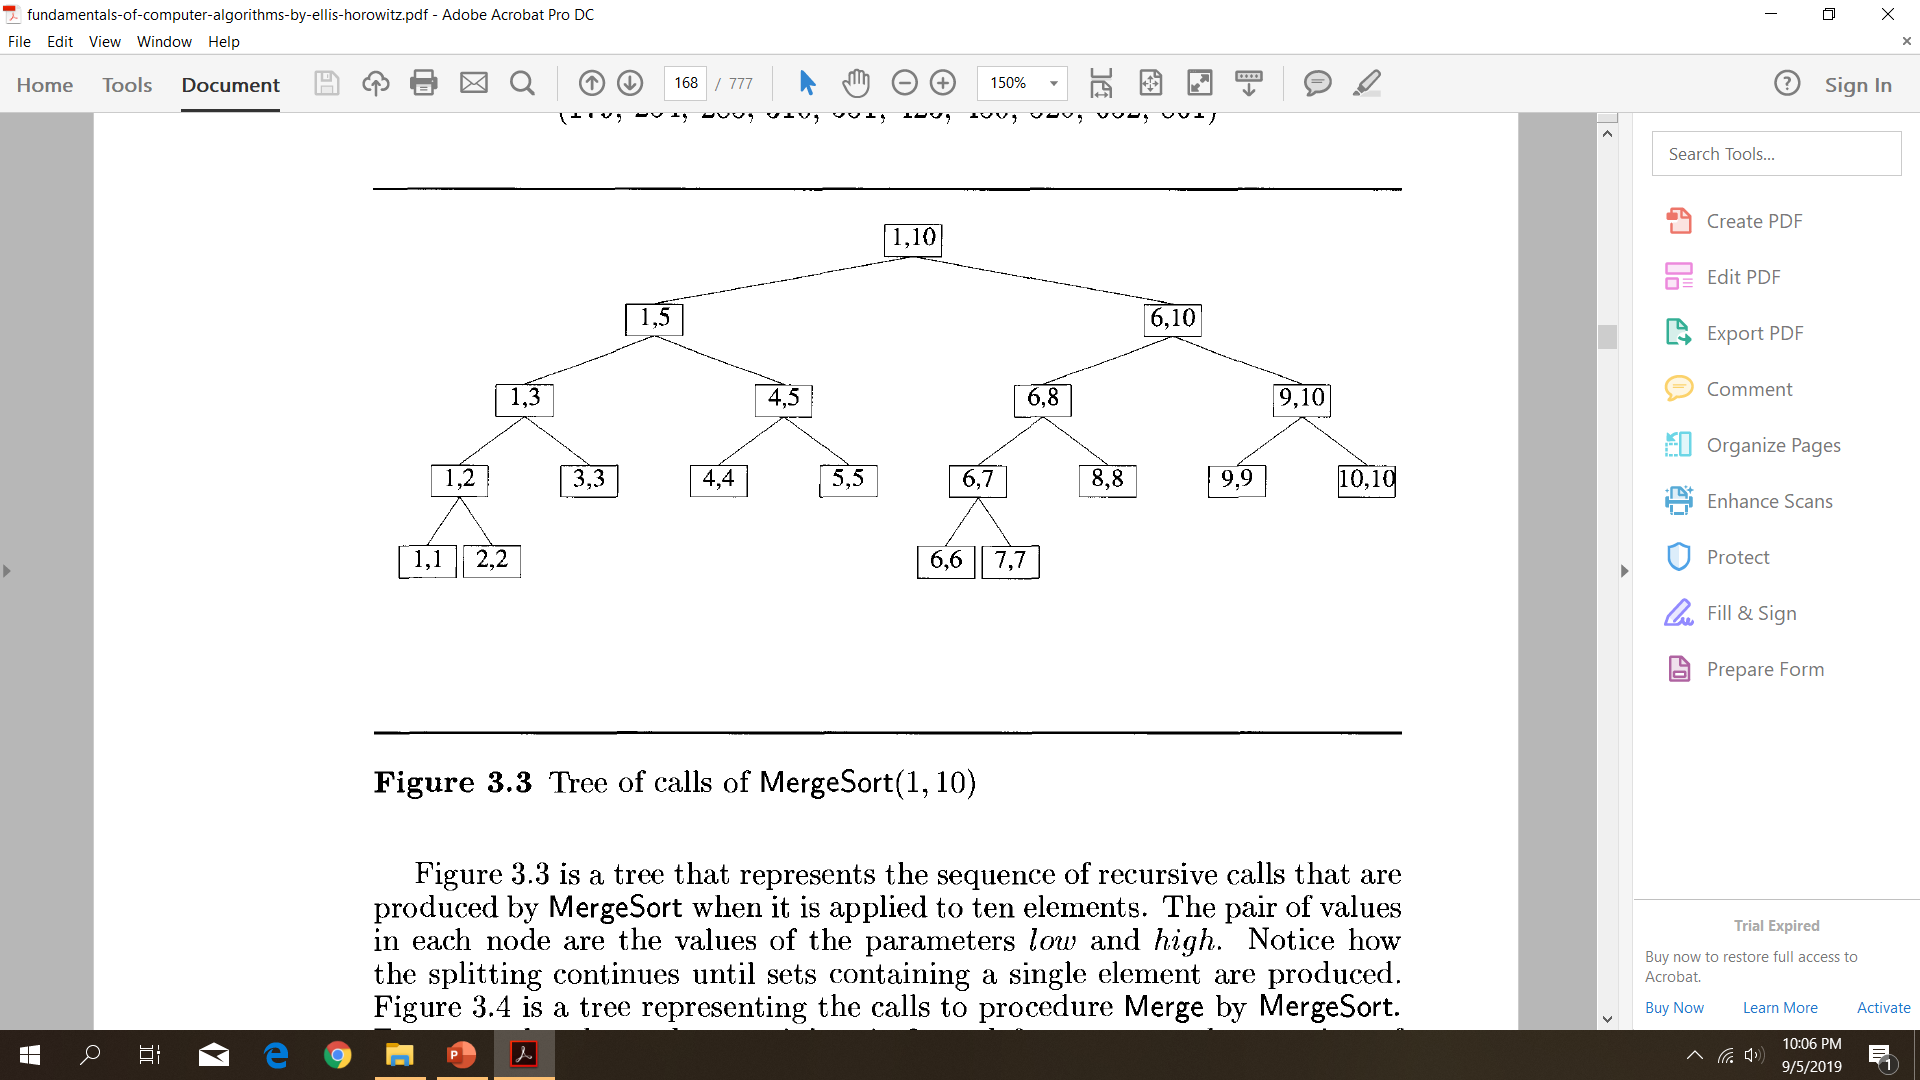 fundamentals-of-computer-algorithms-by-ellis-horowitz.pdf - Adobe Acrobat Pro DC
File Edit View Window Help
Home Tools Document 168 / 777 150% Sign In
1,10
1,5 6,10
1,3 4,5 6,8 9,10
1,2 3,3 4,4 5,5 6,7 8,8 9,9 10,10
1,1 2,2 6,6 7,7
Figure 3.3 Tree of calls of MergeSort(1, 10)
Figure 3.3 is a tree that represents the sequence of recursive calls that are
produced by MergeSort when it is applied to ten elements. The pair of values
in each node are the values of the parameters low and high. Notice how
the splitting continues until sets containing a single element are produced.
Figure 3.4 is a tree representing the calls to procedure Merge by MergeSort.
Search Tools...
Create PDF
Edit PDF
Export PDF
Comment
Organize Pages
Enhance Scans
Protect
Fill & Sign
Prepare Form
Trial Expired
Buy now to restore full access to
Acrobat.
Buy Now Learn More Activate
10:06 PM
9/5/2019
1